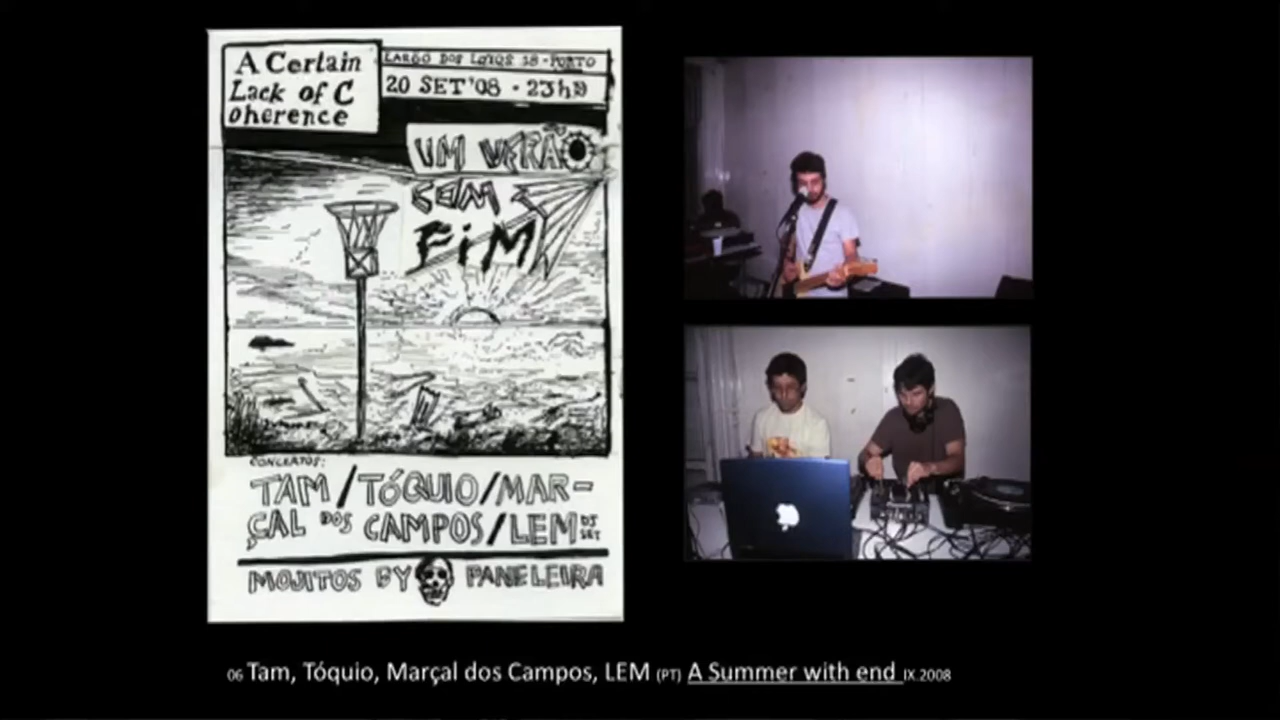 A Certain
Lack of C
oherence
LARGO DOS LOIOS 18 - PORTO
20 SET '08 - 23h
UM VERÃO
COM
FiM
CONCERTOS:
TAM / TÓQUIO / MAR-
ÇAL DOS CAMPOS / LEM DJ SET
MOJITOS BY PANELEIRA
06 Tam, Tóquio, Marçal dos Campos, LEM (PT) A Summer with end IX.2008